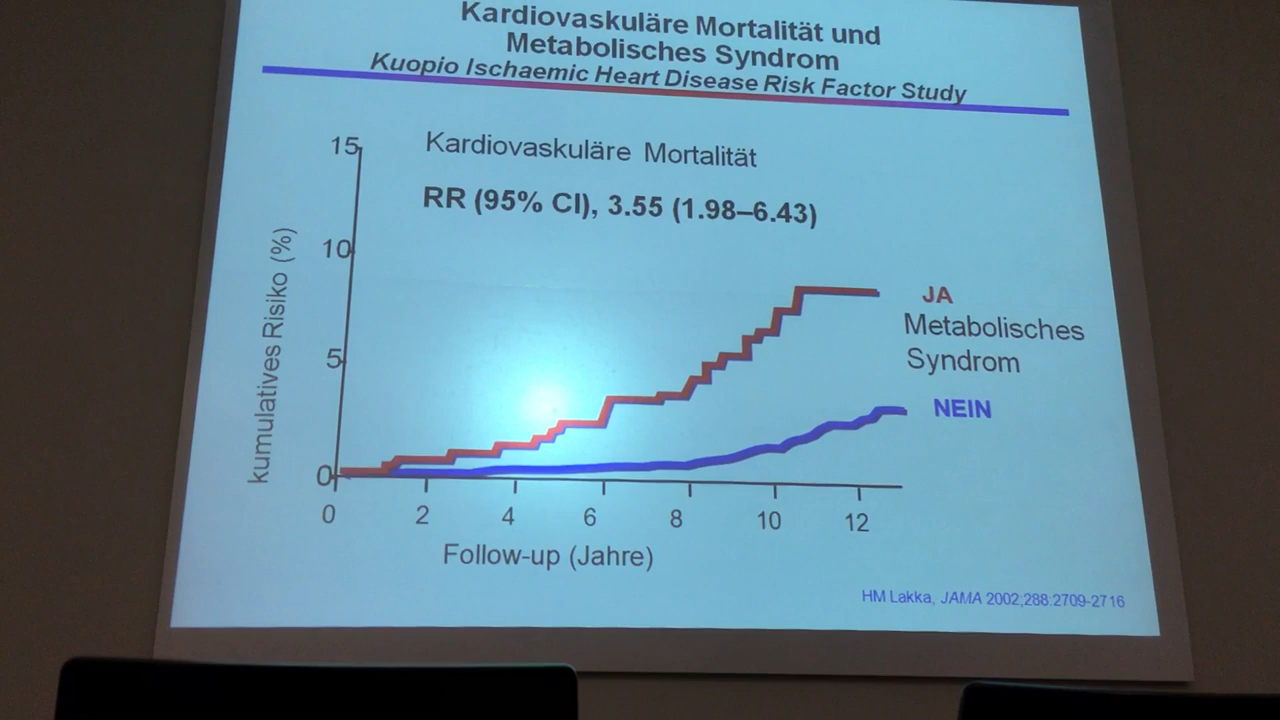 Kardiovaskuläre Mortalität und
Metabolisches Syndrom
Kuopio Ischaemic Heart Disease Risk Factor Study
Kardiovaskuläre Mortalität
RR (95% CI), 3.55 (1.98–6.43)
kumulatives Risiko (%)
15
10
5
0
JA
Metabolisches
Syndrom
NEIN
0 2 4 6 8 10 12
Follow-up (Jahre)
HM Lakka, JAMA 2002;288:2709-2716